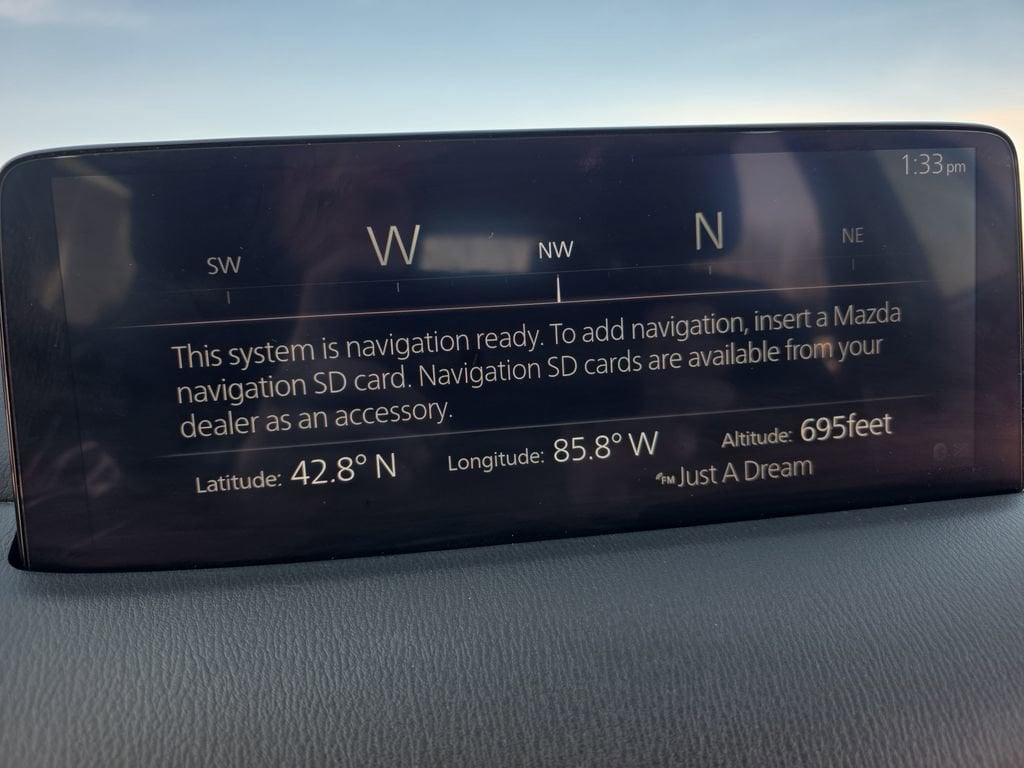 1:33 pm
SW W NW N NE
This system is navigation ready. To add navigation, insert a Mazda
navigation SD card. Navigation SD cards are available from your
dealer as an accessory.
Latitude: 42.8° N Longitude: 85.8° W Altitude: 695feet
FM Just A Dream